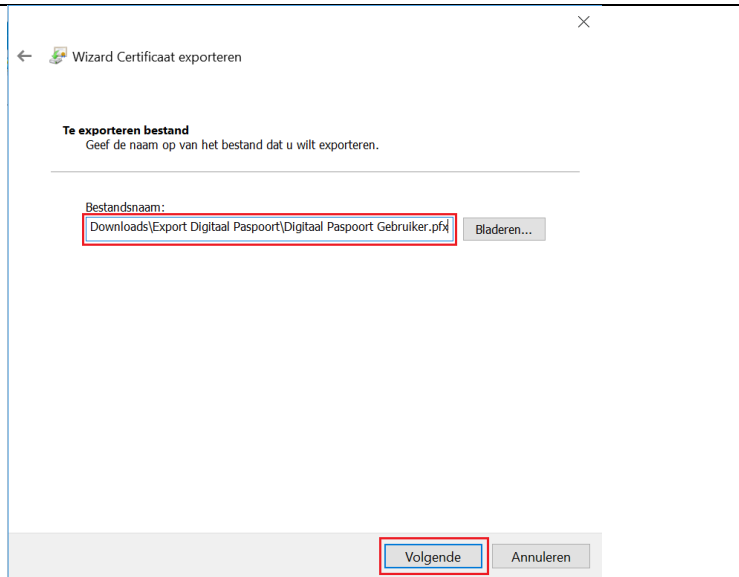 Wizard Certificaat exporteren
Te exporteren bestand
Geef de naam op van het bestand dat u wilt exporteren.
Bestandsnaam:
Downloads\Export Digitaal Paspoort\Digitaal Paspoort Gebruiker.pfx
Bladeren...
Volgende
Annuleren